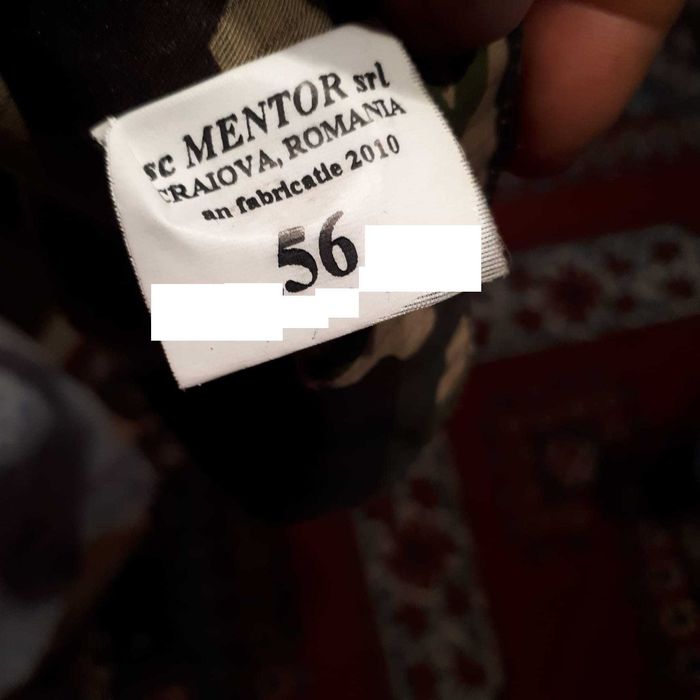 sc MENTOR srl
CRAIOVA, ROMANIA
an fabricatie 2010
56